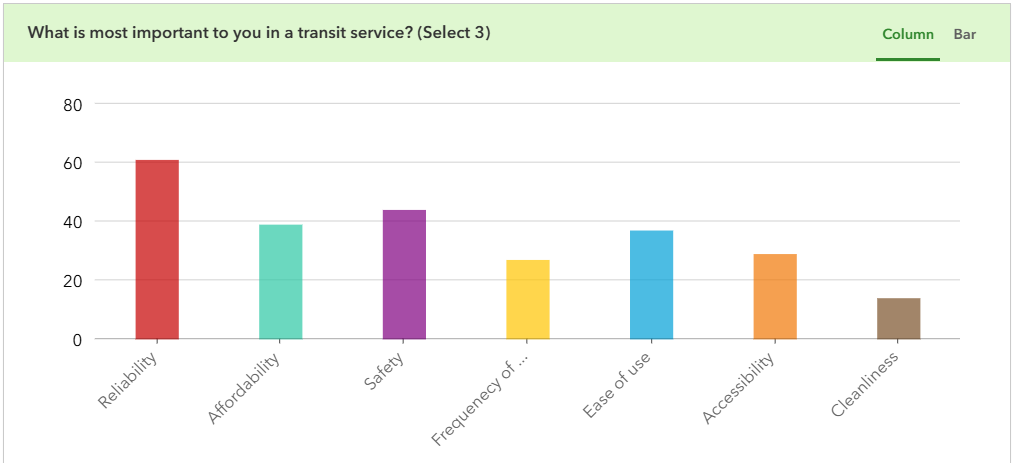 What is most important to you in a transit service? (Select 3)
Column Bar
80
60
40
20
0
Reliability
Affordability
Safety
Frequenecy of ...
Ease of use
Accessibility
Cleanliness